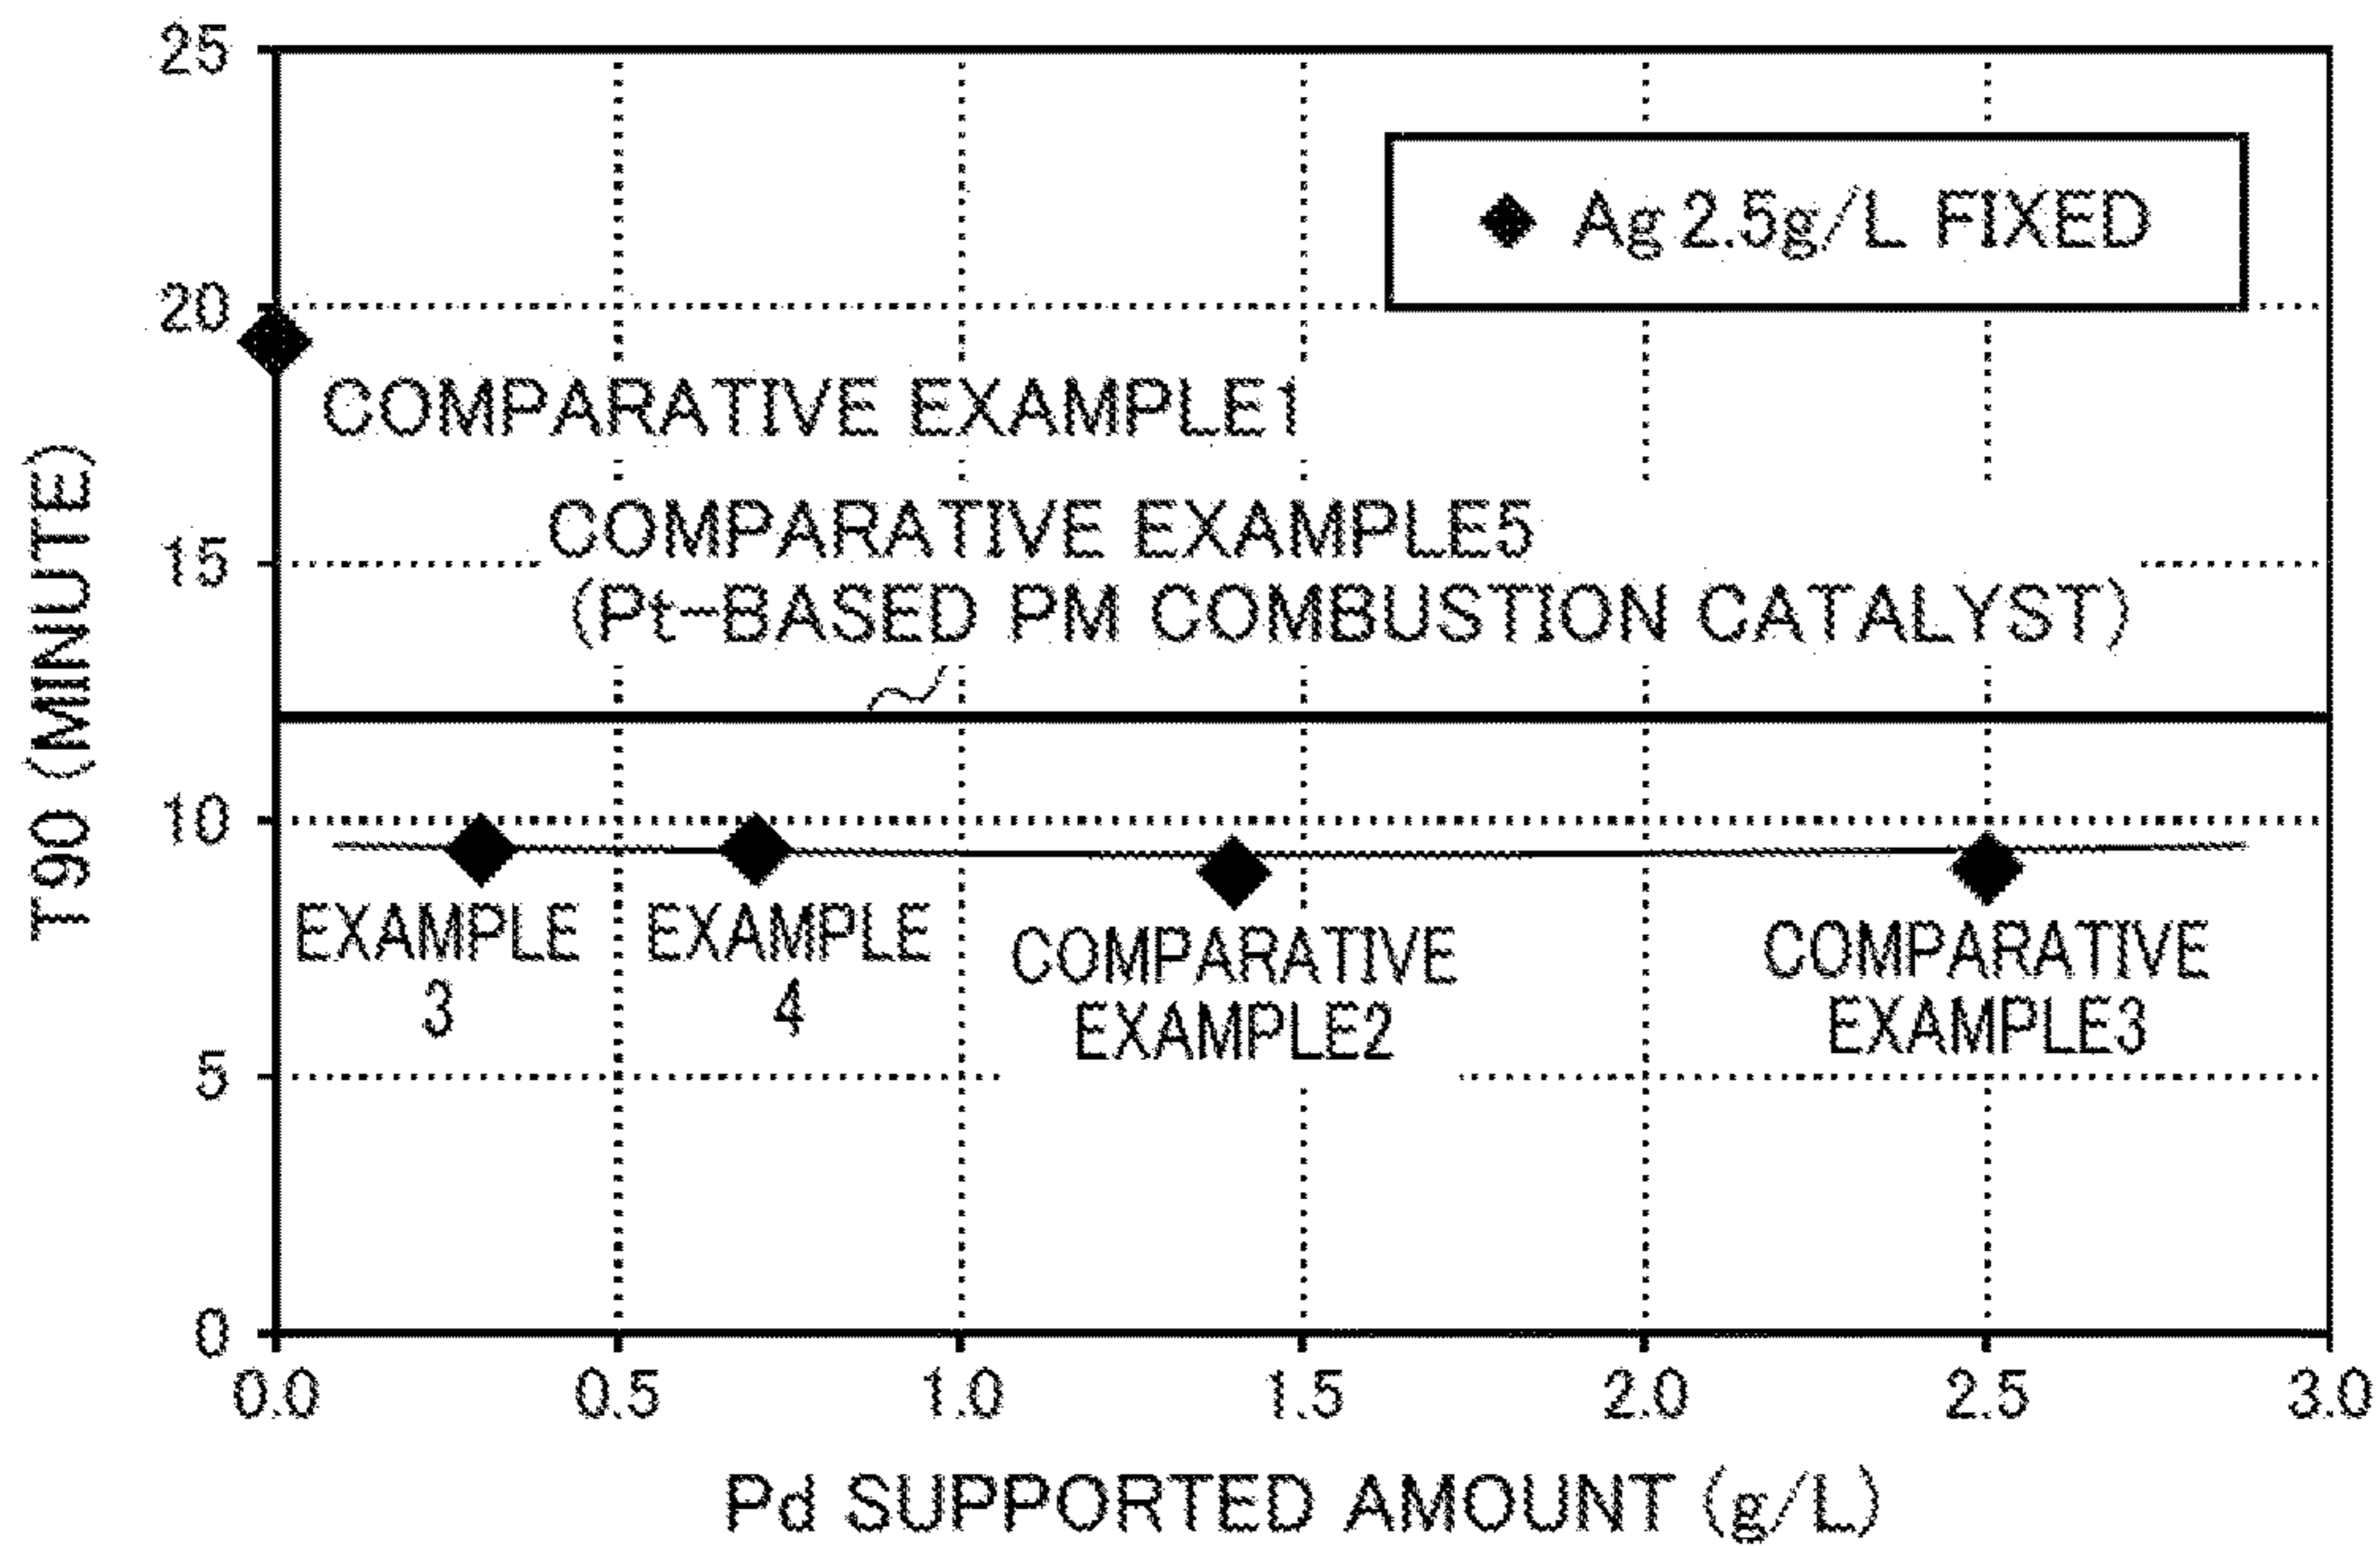 25
20
15
10
5
0
T90 (MINUTE)
◆ Ag 2.5g/L FIXED
COMPARATIVE EXAMPLE1
COMPARATIVE EXAMPLE5
(Pt-BASED PM COMBUSTION CATALYST)
EXAMPLE
3
EXAMPLE
4
COMPARATIVE
EXAMPLE2
COMPARATIVE
EXAMPLE3
0.0 0.5 1.0 1.5 2.0 2.5 3.0
Pd SUPPORTED AMOUNT (g/L)